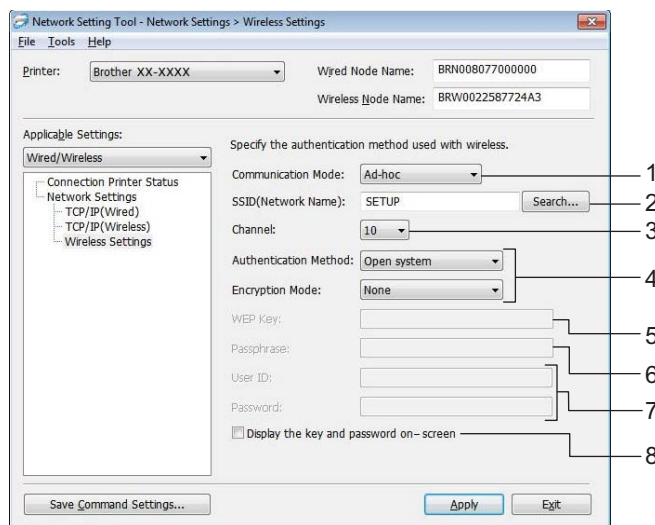 Network Setting Tool - Network Settings > Wireless Settings
File Tools Help
Printer: Brother XX-XXXX Wired Node Name: BRN008077000000
Wireless Node Name: BRW0022587724A3
Applicable Settings:
Wired/Wireless
Connection Printer Status
Network Settings
TCP/IP(Wired)
TCP/IP(Wireless)
Wireless Settings
Specify the authentication method used with wireless.
Communication Mode: Ad-hoc 1
SSID(Network Name): SETUP Search... 2
Channel: 10 3
Authentication Method: Open system
4
Encryption Mode: None
WEP Key: 5
Passphrase: 6
User ID:
7
Password:
Display the key and password on-screen 8
Save Command Settings... Apply Exit